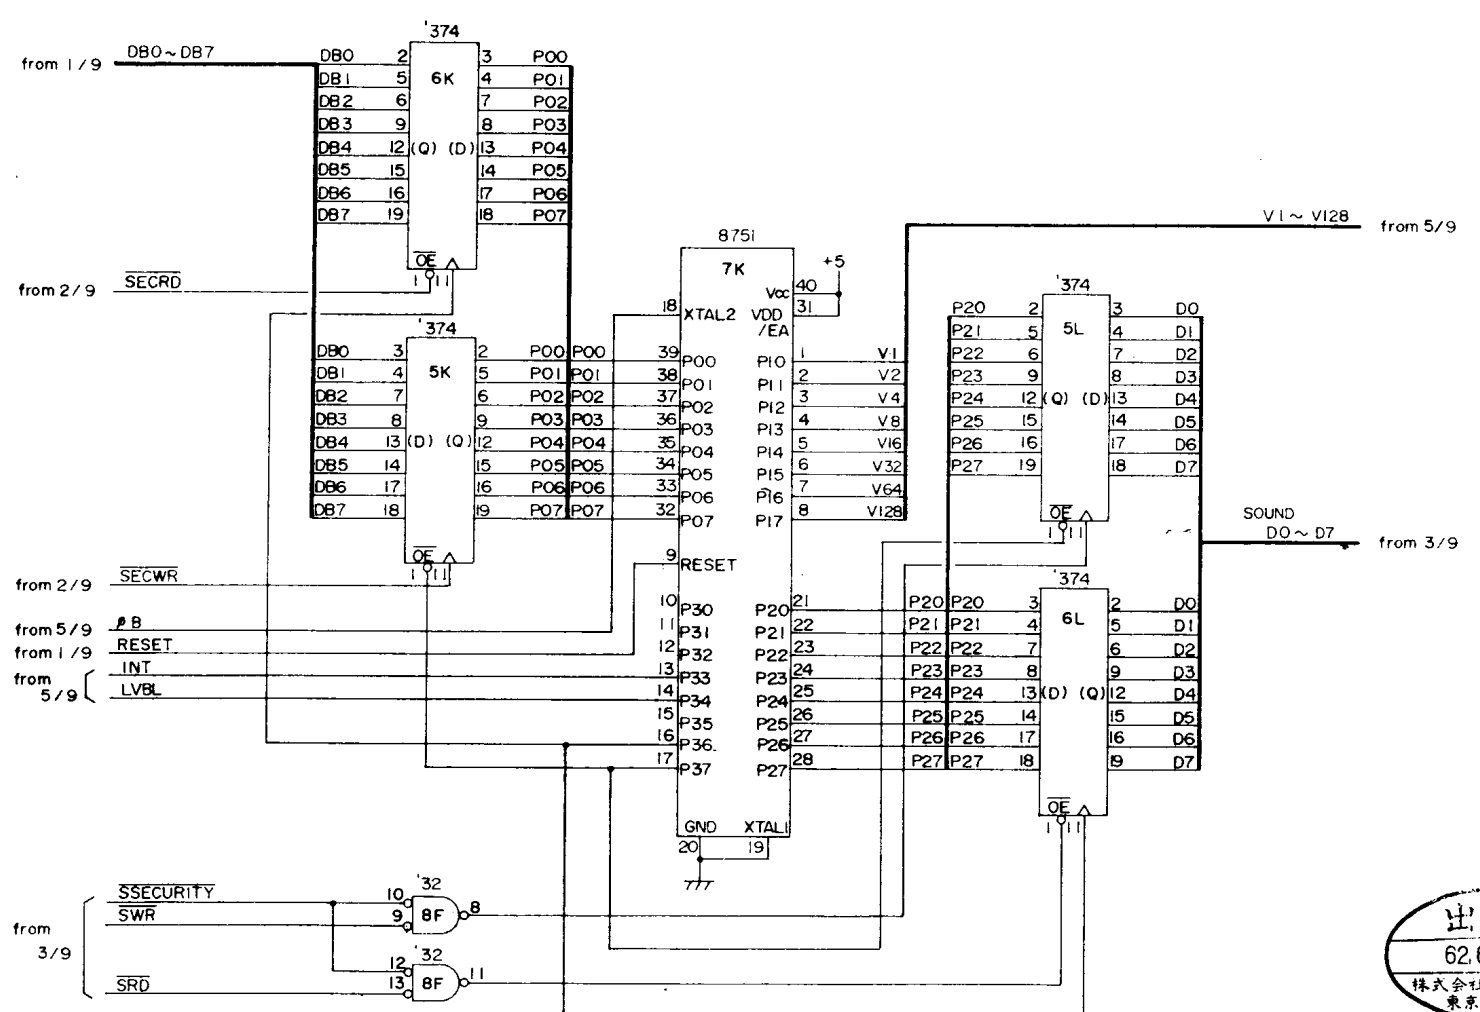 '374
from 1/9 DB0~DB7
DB0 2 3 P00
DB1 5 6K 4 P01
DB2 6 7 P02
DB3 9 8 P03
DB4 12 (Q) (D) 13 P04
DB5 15 14 P05
DB6 16 17 P06
DB7 19 18 P07
OE
1 11
from 2/9 SECRD
'374
DB0 3 2 P00 P00
DB1 4 5K 5 P01 P01
DB2 7 6 P02 P02
DB3 8 9 P03 P03
DB4 13 (D) (Q) 12 P04 P04
DB5 14 15 P05 P05
DB6 17 16 P06 P06
DB7 18 19 P07 P07
OE
1 11
from 2/9 SECWR
from 5/9 øB
from 1/9 RESET
from 5/9 INT
LVBL
8751
7K
+5
Vcc 40
18 XTAL2 VDD 31
/EA
39 P00 P10 1 V1
38 P01 P11 2 V2
37 P02 P12 3 V4
36 P03 P13 4 V8
35 P04 P14 5 V16
34 P05 P15 6 V32
33 P06 P16 7 V64
32 P07 P17 8 V128
9 RESET
10 P30 P20 21 P20
11 P31 P21 22 P21
12 P32 P22 23 P22
13 P33 P23 24 P23
14 P34 P24 25 P24
15 P35 P25 26 P25
16 P36 P26 27 P26
17 P37 P27 28 P27
GND XTAL1
20 19
V1~V128 from 5/9
'374
P20 2 3 D0
P21 5 5L 4 D1
P22 6 7 D2
P23 9 8 D3
P24 12 (Q) (D) 13 D4
P25 15 14 D5
P26 16 17 D6
P27 19 18 D7
OE
1 11
SOUND
D0~D7 from 3/9
'374
P20 3 2 D0
P21 4 6L 5 D1
P22 7 6 D2
P23 8 9 D3
P24 13 (D) (Q) 12 D4
P25 14 15 D5
P26 17 16 D6
P27 18 19 D7
OE
1 11
from 3/9
SSECURITY
SWR
SRD
'32
10
9 8F 8
'32
12
13 8F 11
出
62.
株式会社
東京